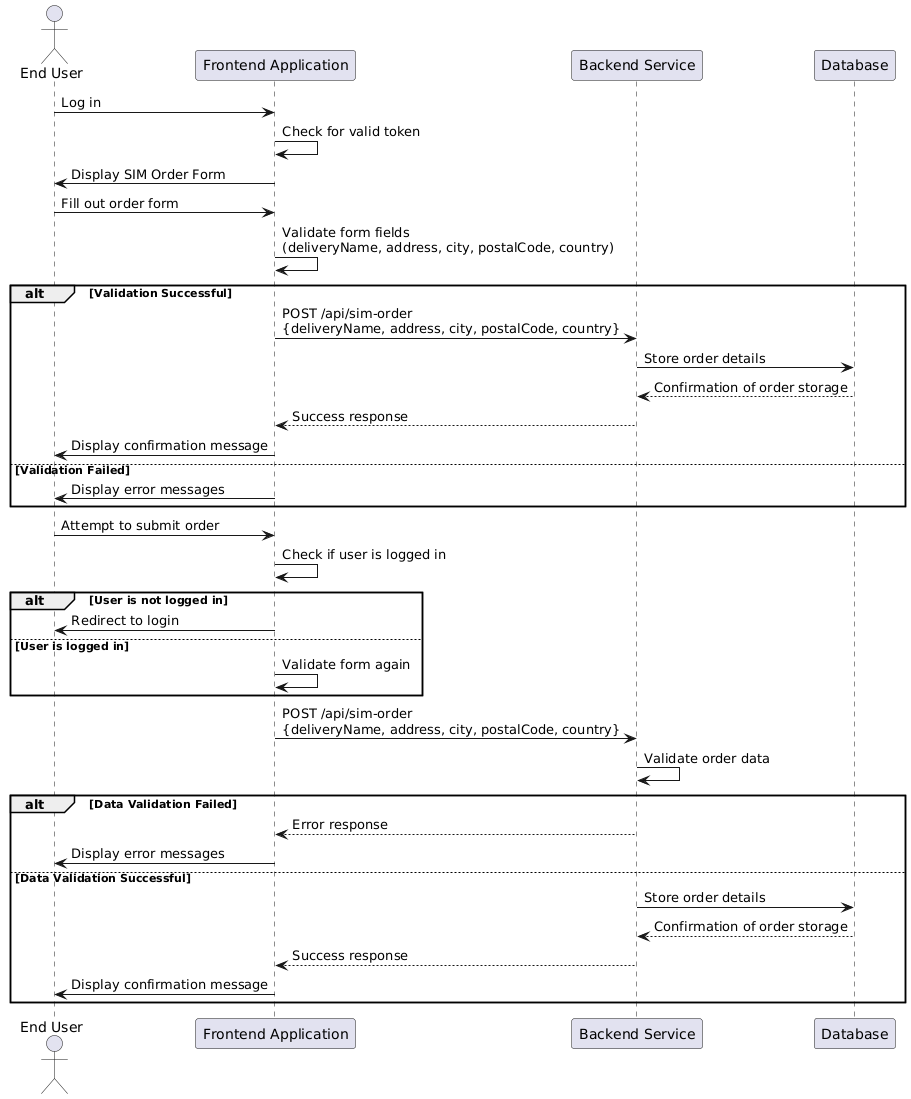 End User
Frontend Application
Backend Service
Database
Log in
Check for valid token
Display SIM Order Form
Fill out order form
Validate form fields
(deliveryName, address, city, postalCode, country)
alt [Validation Successful]
POST /api/sim-order
{deliveryName, address, city, postalCode, country}
Store order details
Confirmation of order storage
Success response
Display confirmation message
[Validation Failed]
Display error messages
Attempt to submit order
Check if user is logged in
alt [User is not logged in]
Redirect to login
[User is logged in]
Validate form again
POST /api/sim-order
{deliveryName, address, city, postalCode, country}
Validate order data
alt [Data Validation Failed]
Error response
Display error messages
[Data Validation Successful]
Store order details
Confirmation of order storage
Success response
Display confirmation message
End User
Frontend Application
Backend Service
Database